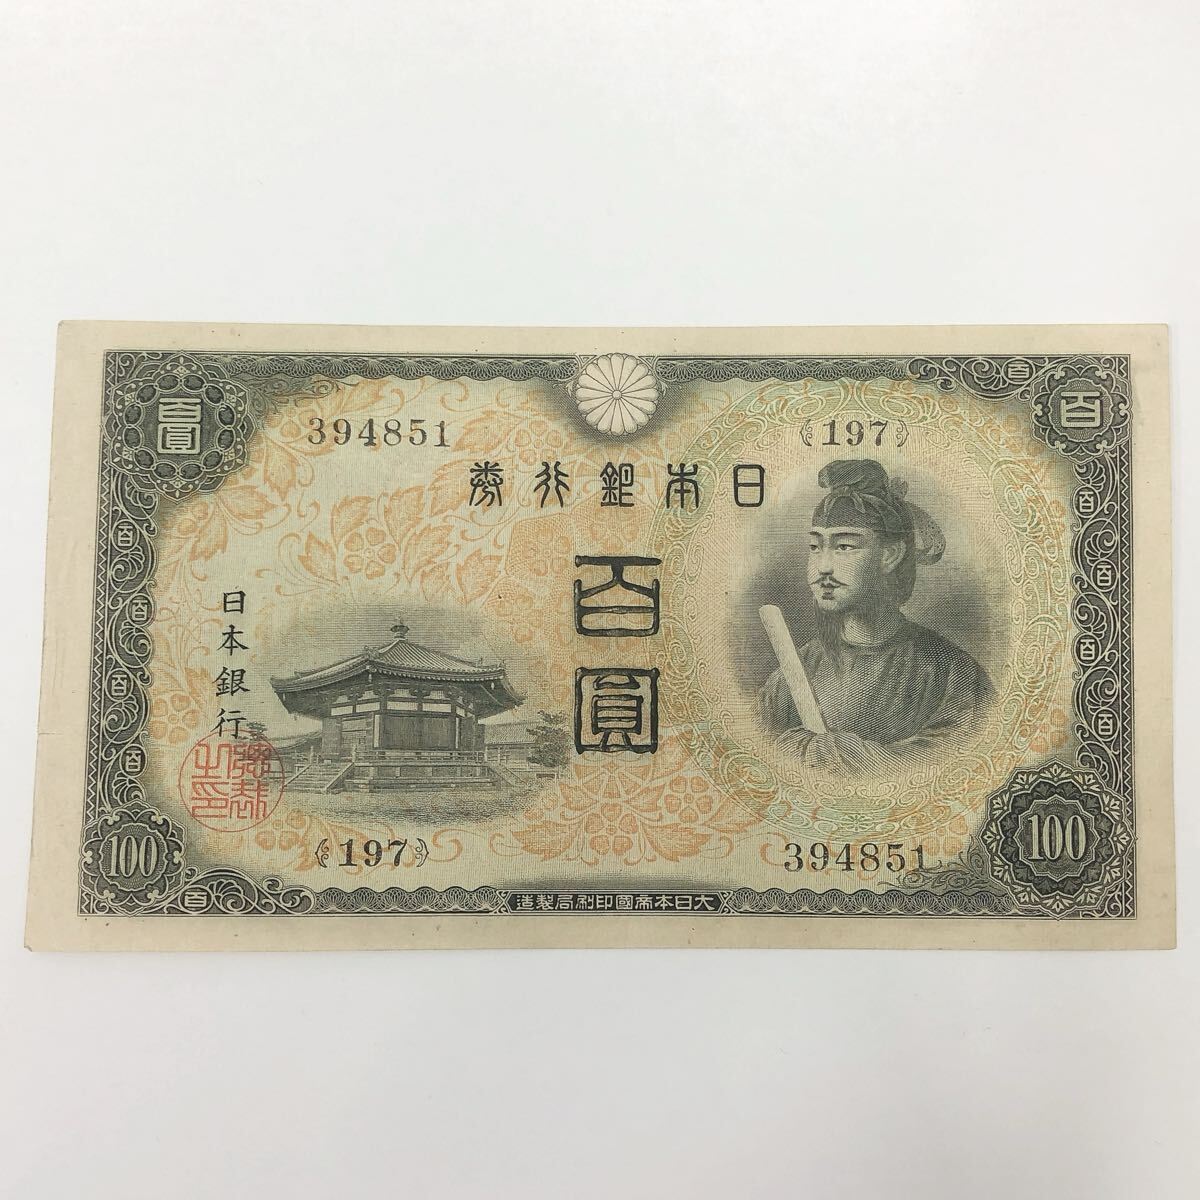 百圓
394851
{197}
百
券行銀本日
百圓
日本銀行
{197}
394851
100
100
造製局刷印國帝本日大